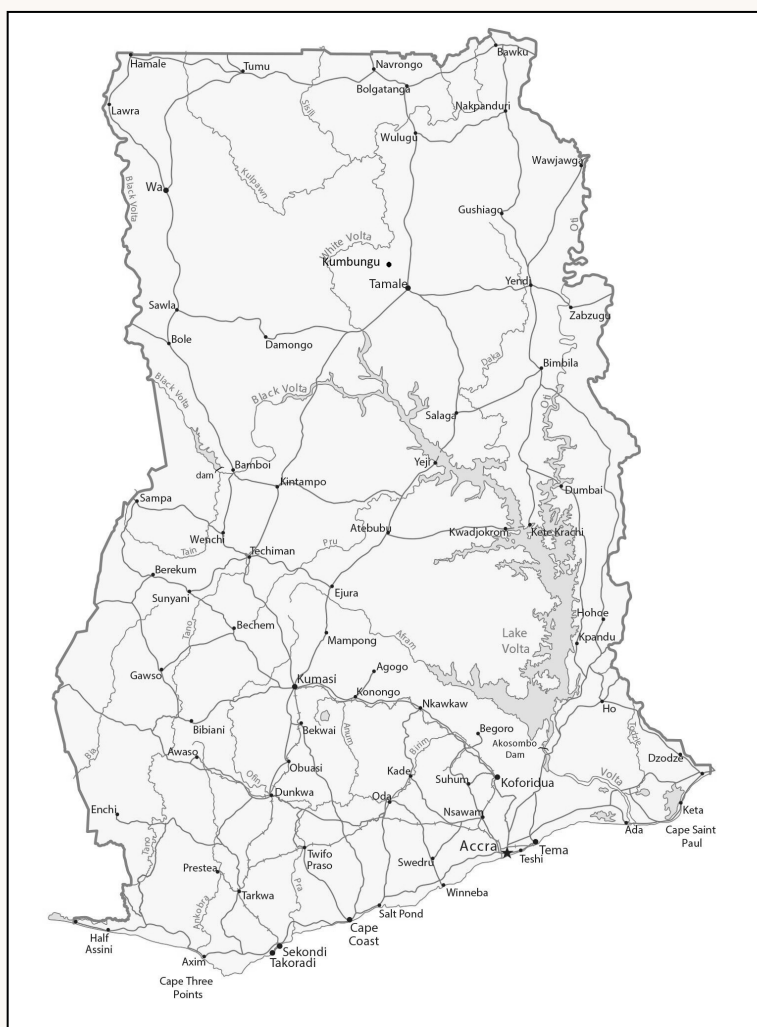 Hamale
Tumu
Navrongo
Bawku
Bolgatanga
Lawra
Sisili
Nakpanduri
Wulugu
Wawjawga
Kulpawn
Black Volta
Wa
Gushiago
White Volta
Oti
Kumbungu
Tamale
Yendi
Sawla
Zabzugu
Bole
Damongo
Daka
Bimbila
Black Volta
Black Volta
Oti
Salaga
Bamboi
Yeji
dam
Kintampo
Dumbai
Sampa
Atebubu
Kwadjokrom
Kete Krachi
Wenchi
Pru
Tain
Techiman
Berekum
Ejura
Sunyani
Hohoe
Tano
Bechem
Mampong
Afram
Lake
Volta
Kpandu
Gawso
Agogo
Kumasi
Konongo
Nkawkaw
Ho
Bibiani
Bekwai
Anum
Begoro
Todzie
Bia
Birim
Akosombo
Dam
Awaso
Dzodze
Obuasi
Kade
Ofin
Suhum
Koforidua
Volta
Dunkwa
Oda
Enchi
Nsawam
Keta
Ada
Cape Saint
Paul
Tano
Accra
Tema
Teshi
Twifo
Praso
Swedru
Prestea
Pra
Tarkwa
Winneba
Ankobra
Salt Pond
Cape
Coast
Half
Assini
Sekondi
Takoradi
Axim
Cape Three
Points